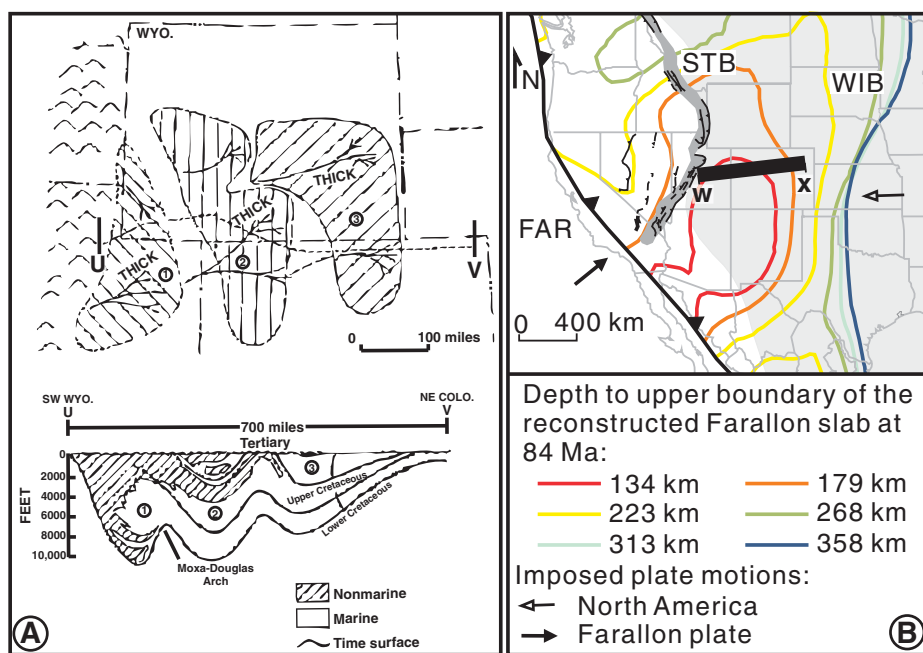 WYO.
THICK
THICK
THICK
1
2
3
U
V
0 100 miles
SW WYO.
U
NE COLO.
V
700 miles
Tertiary
FEET
0
2000
4000
6000
8000
10,000
1
2
3
Upper Cretaceous
Lower Cretaceous
Moxa-Douglas
Arch
Nonmarine
Marine
Time surface
A
N
STB
WIB
W
X
FAR
0 400 km
Depth to upper boundary of the
reconstructed Farallon slab at
84 Ma:
134 km 179 km
223 km 268 km
313 km 358 km
Imposed plate motions:
North America
Farallon plate
B